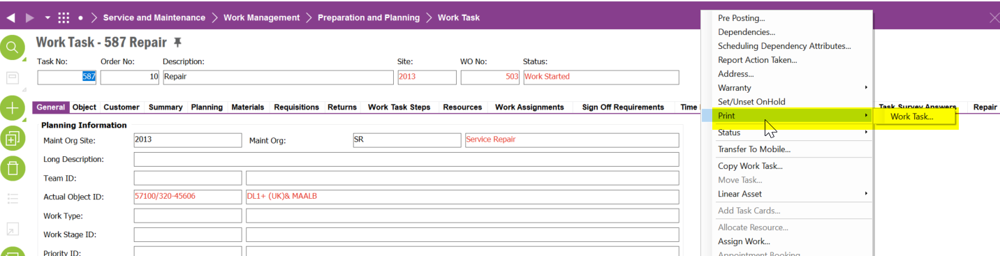 Service and Maintenance > Work Management > Preparation and Planning > Work Task
Work Task - 587 Repair
Task No: Order No: Description: Site: WO No: Status:
587 10 Repair 2013 503 Work Started
General Object Customer Summary Planning Materials Requisitions Returns Work Task Steps Resources Work Assignments Sign Off Requirements Time Task Survey Answers Repair
Planning Information
Maint Org Site: 2013 Maint Org: SR Service Repair
Long Description:
Team ID:
Actual Object ID: 57100/320-45606 DL1+ (UK)& MAALB
Work Type:
Work Stage ID:
Priority ID:
Pre Posting...
Dependencies...
Scheduling Dependency Attributes...
Report Action Taken...
Address...
Warranty
Set/Unset OnHold
Print
Work Task...
Status
Transfer To Mobile...
Copy Work Task...
Move Task...
Linear Asset
Add Task Cards...
Allocate Resource...
Assign Work...
Appointment Booking